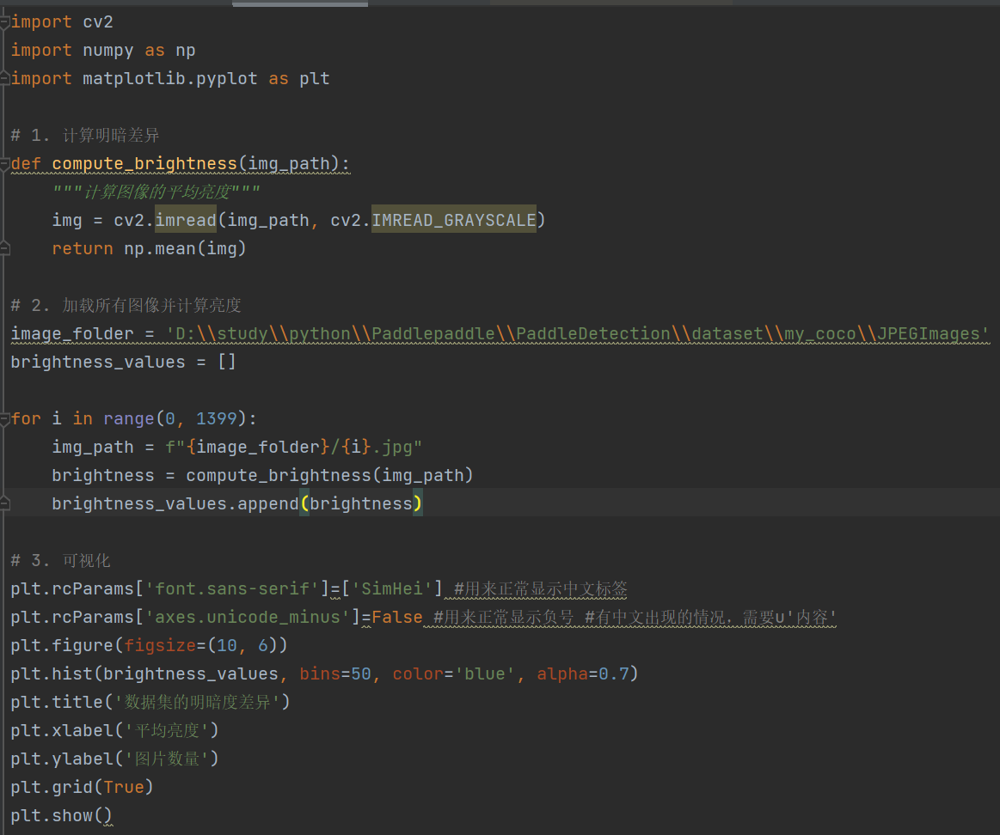 import cv2
import numpy as np
import matplotlib.pyplot as plt
# 1. 计算明暗差异
def compute_brightness(img_path):
    """计算图像的平均亮度"""
    img = cv2.imread(img_path, cv2.IMREAD_GRAYSCALE)
    return np.mean(img)
# 2. 加载所有图像并计算亮度
image_folder = 'D:\\study\\python\\Paddlepaddle\\PaddleDetection\\dataset\\my_coco\\JPEGImages'
brightness_values = []
for i in range(0, 1399):
    img_path = f"{image_folder}/{i}.jpg"
    brightness = compute_brightness(img_path)
    brightness_values.append(brightness)
# 3. 可视化
plt.rcParams['font.sans-serif']=['SimHei'] #用来正常显示中文标签
plt.rcParams['axes.unicode_minus']=False #用来正常显示负号 #有中文出现的情况，需要u'内容'
plt.figure(figsize=(10, 6))
plt.hist(brightness_values, bins=50, color='blue', alpha=0.7)
plt.title('数据集的明暗度差异')
plt.xlabel('平均亮度')
plt.ylabel('图片数量')
plt.grid(True)
plt.show()